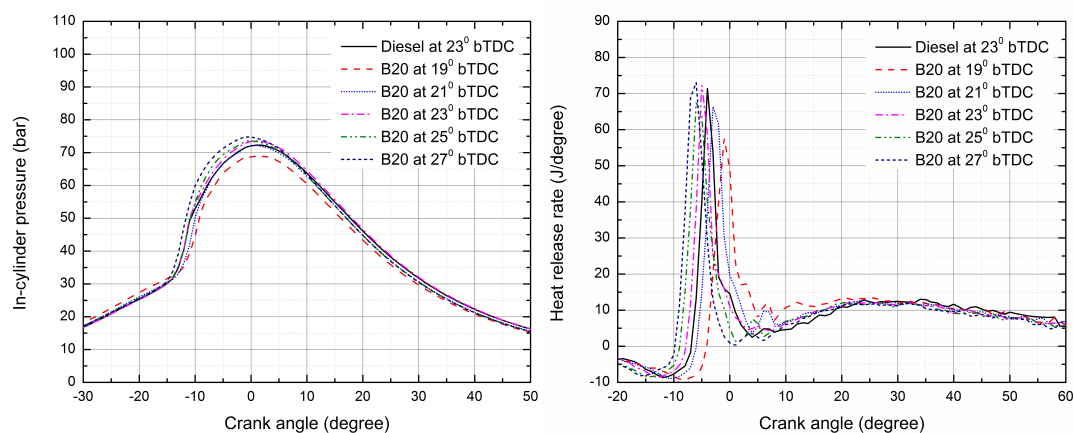 In-cylinder pressure (bar)
110
100
90
80
70
60
50
40
30
20
10
0
Diesel at 23⁰ bTDC
B20 at 19⁰ bTDC
B20 at 21⁰ bTDC
B20 at 23⁰ bTDC
B20 at 25⁰ bTDC
B20 at 27⁰ bTDC
-30 -20 -10 0 10 20 30 40 50
Crank angle (degree)
Heat release rate (J/degree)
90
80
70
60
50
40
30
20
10
0
-10
Diesel at 23⁰ bTDC
B20 at 19⁰ bTDC
B20 at 21⁰ bTDC
B20 at 23⁰ bTDC
B20 at 25⁰ bTDC
B20 at 27⁰ bTDC
-20 -10 0 10 20 30 40 50 60
Crank angle (degree)